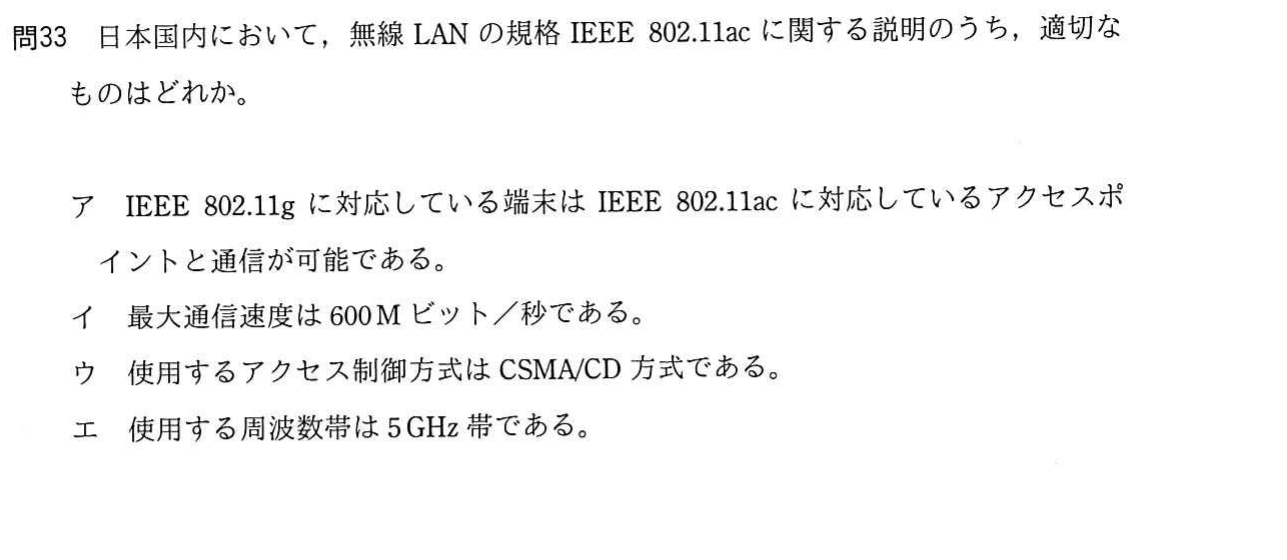 問33 日本国内において，無線 LAN の規格 IEEE 802.11ac に関する説明のうち，適切な
ものはどれか。
ア IEEE 802.11g に対応している端末は IEEE 802.11ac に対応しているアクセスポ
イントと通信が可能である。
イ 最大通信速度は 600 M ビット／秒である。
ウ 使用するアクセス制御方式は CSMA/CD 方式である。
エ 使用する周波数帯は 5 GHz 帯である。